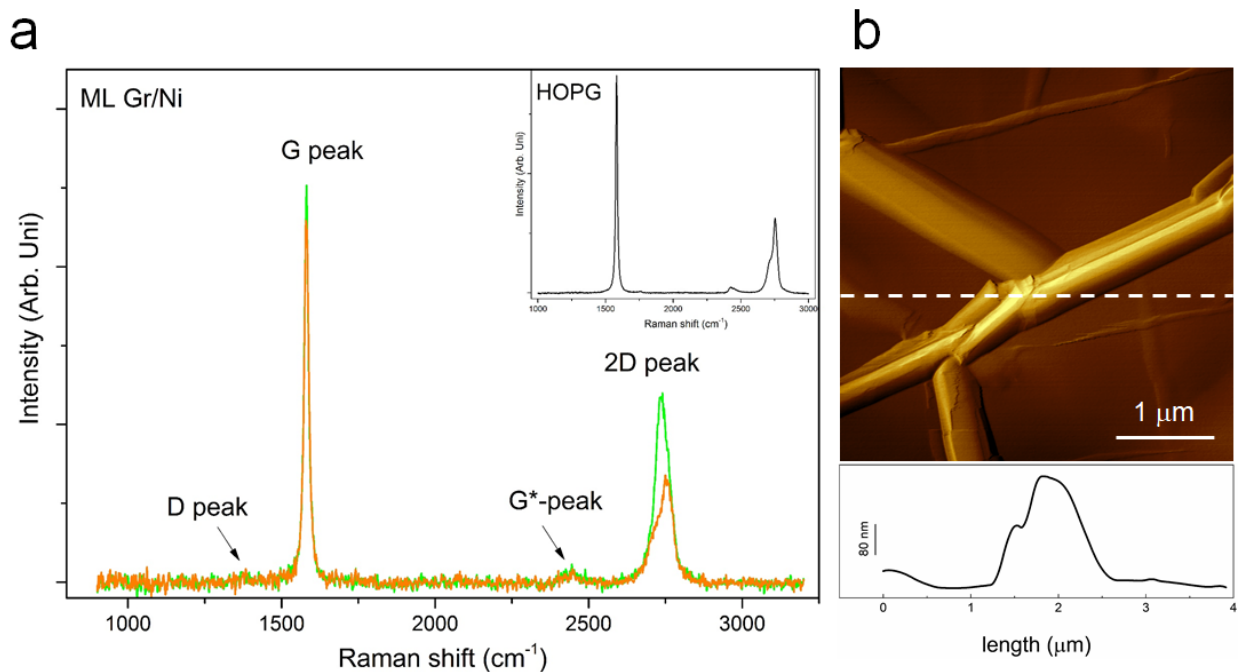 a
b
ML Gr/Ni
G peak
D peak
G*-peak
2D peak
Intensity (Arb. Uni)
1000 1500 2000 2500 3000
Raman shift (cm⁻¹)
HOPG
Intensity (Arb. Uni)
1000 1500 2000 2500 3000
Raman shift (cm⁻¹)
1 μm
80 nm
0 1 2 3 4
length (μm)